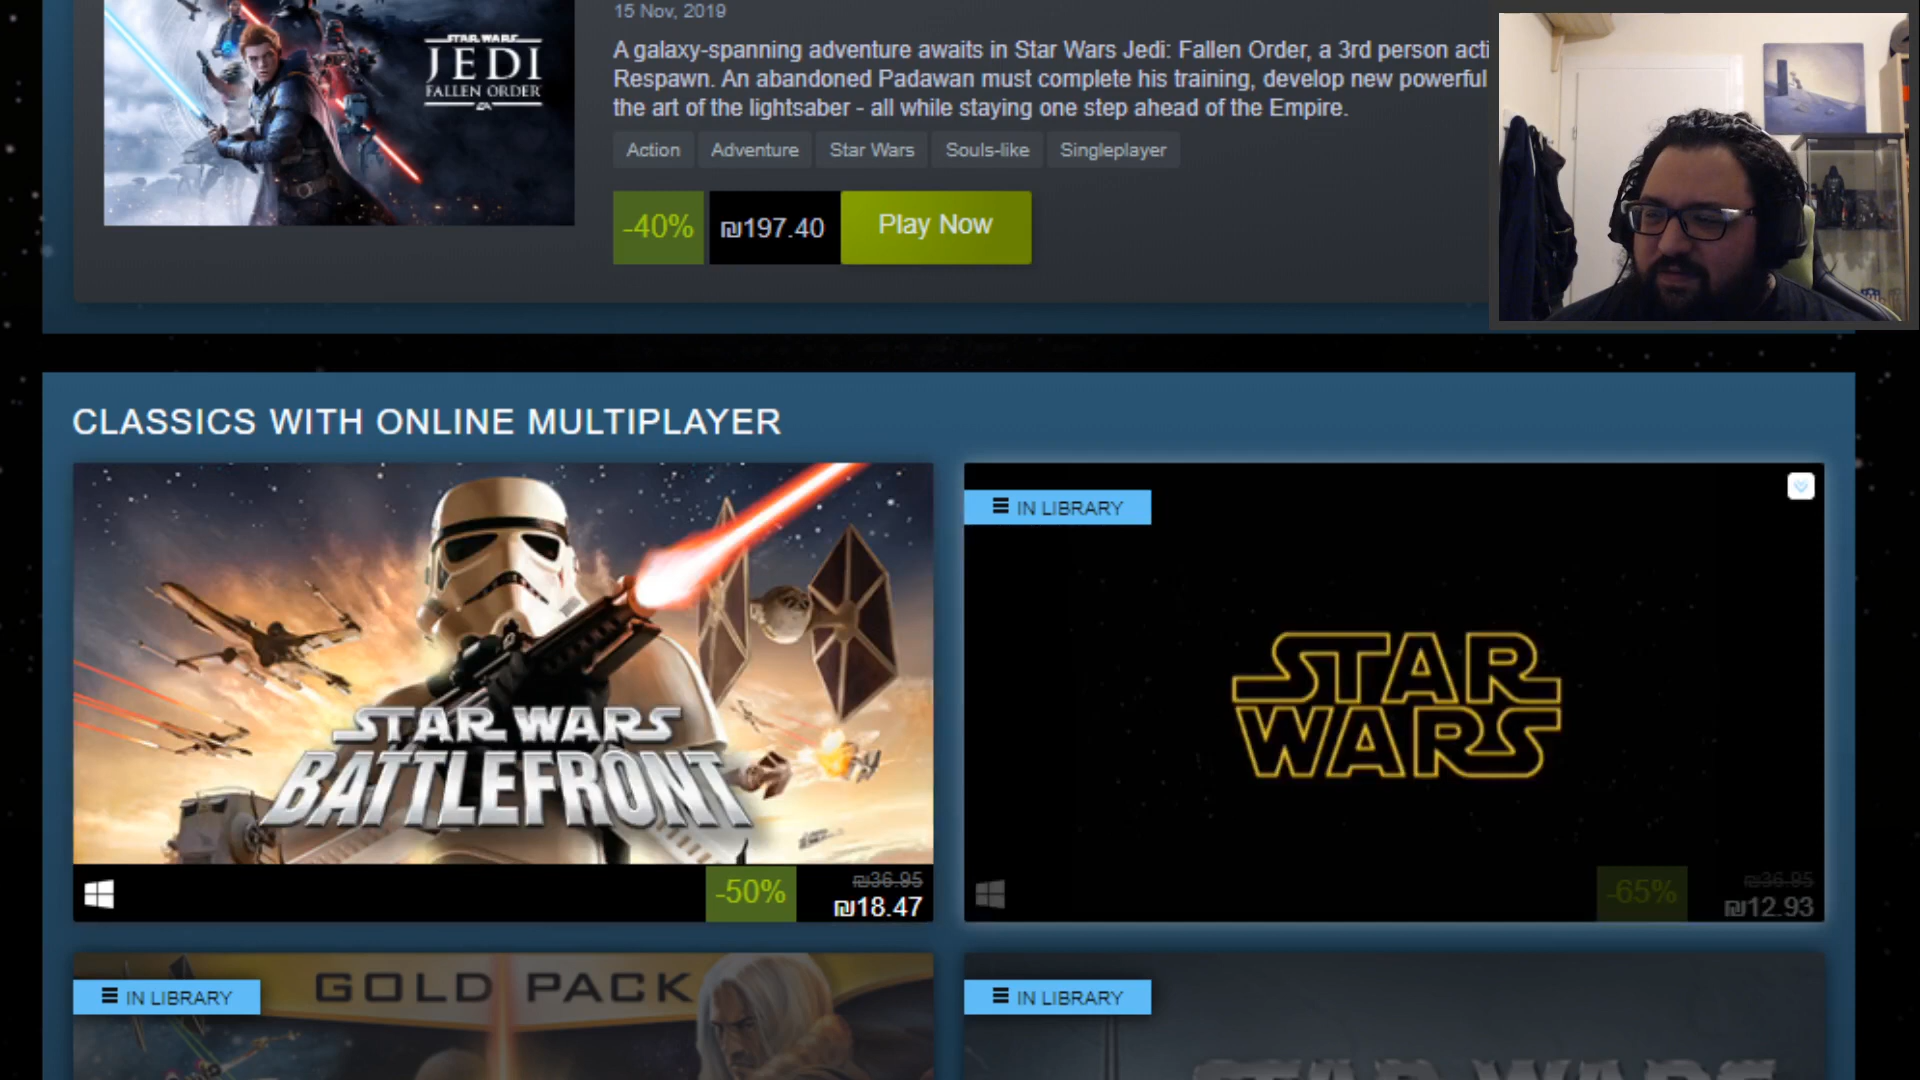 15 Nov, 2019
A galaxy-spanning adventure awaits in Star Wars Jedi: Fallen Order, a 3rd person acti
Respawn. An abandoned Padawan must complete his training, develop new powerful
the art of the lightsaber - all while staying one step ahead of the Empire.
STAR WARS
JEDI
FALLEN ORDER
EA
Action Adventure Star Wars Souls-like Singleplayer
-40% ₪197.40 Play Now
CLASSICS WITH ONLINE MULTIPLAYER
STAR WARS
BATTLEFRONT
-50% ₪36.95
₪18.47
IN LIBRARY
STAR
WARS
-65% ₪36.95
₪12.93
IN LIBRARY
GOLD PACK
IN LIBRARY
STAR WARS